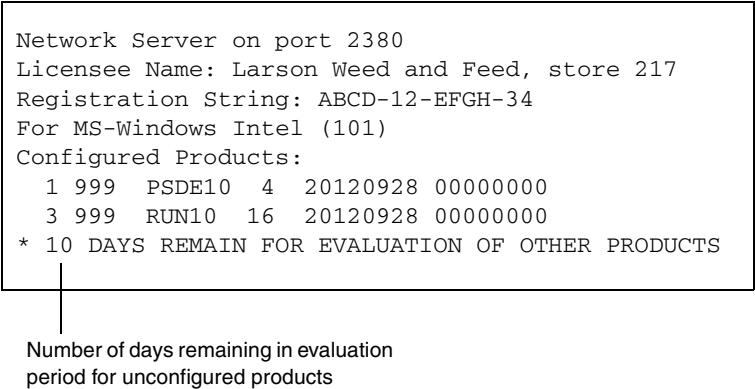 Network Server on port 2380
Licensee Name: Larson Weed and Feed, store 217
Registration String: ABCD-12-EFGH-34
For MS-Windows Intel (101)
Configured Products:
  1 999  PSDE10  4  20120928 00000000
  3 999  RUN10  16  20120928 00000000
* 10 DAYS REMAIN FOR EVALUATION OF OTHER PRODUCTS
Number of days remaining in evaluation
period for unconfigured products